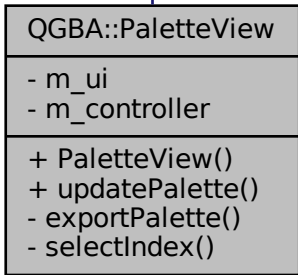 QGBA::PaletteView
- m_ui
- m_controller
+ PaletteView()
+ updatePalette()
- exportPalette()
- selectIndex()